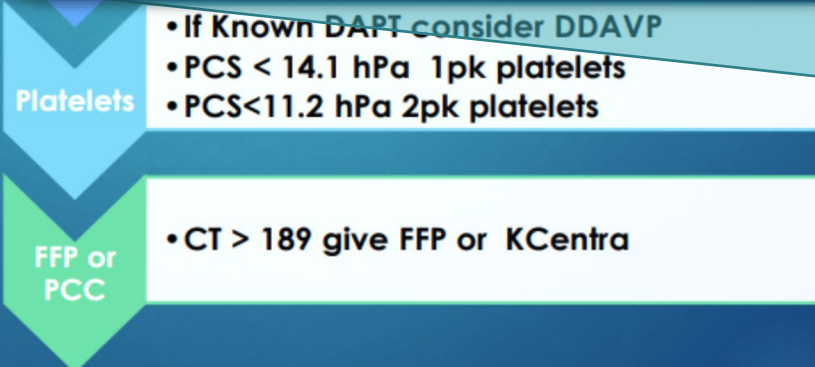 • If Known DAPT consider DDAVP
• PCS < 14.1 hPa 1pk platelets
• PCS<11.2 hPa 2pk platelets
Platelets
• CT > 189 give FFP or KCentra
FFP or
PCC